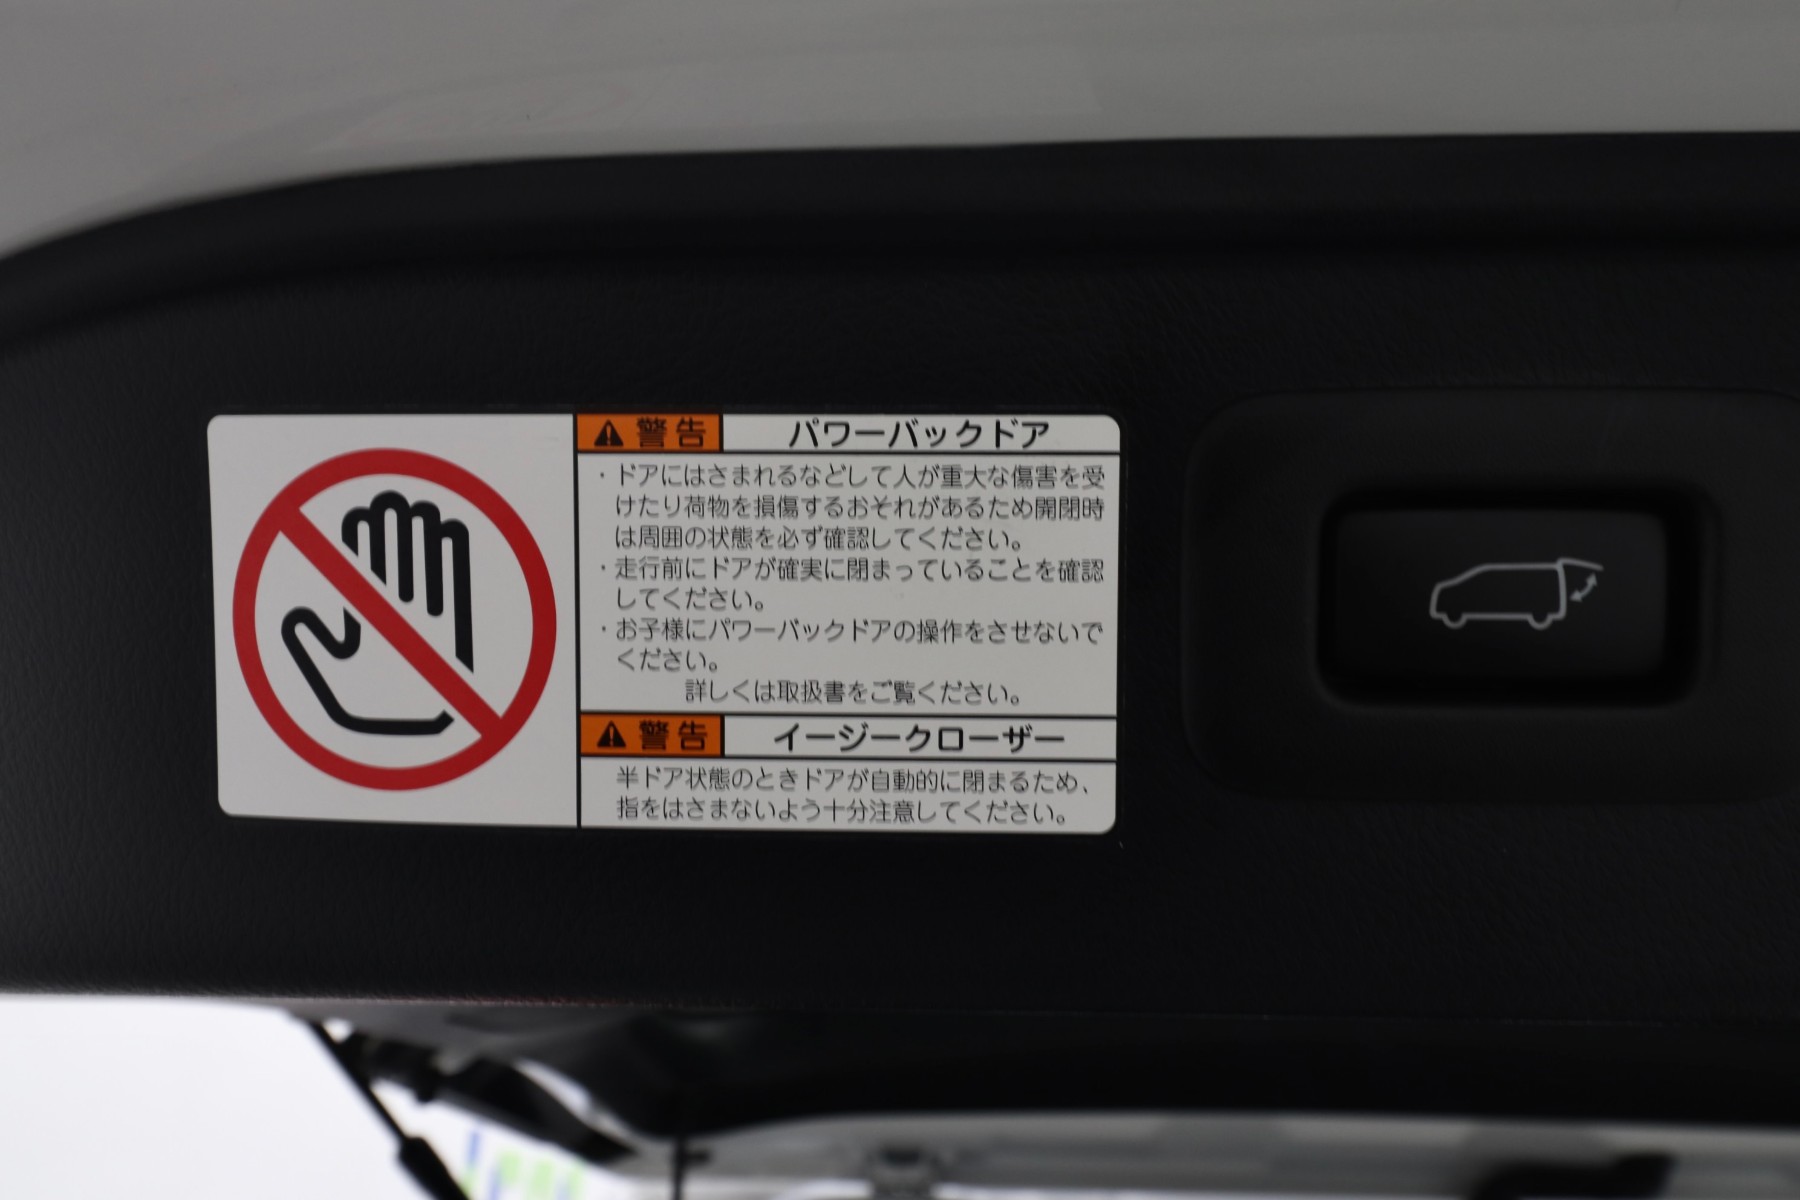 警告 パワーバックドア
・ドアにはさまれるなどして人が重大な傷害を受
けたり荷物を損傷するおそれがあるため開閉時
は周囲の状態を必ず確認してください。
・走行前にドアが確実に閉まっていることを確認
してください。
・お子様にパワーバックドアの操作をさせないで
ください。
詳しくは取扱書をご覧ください。
警告 イージークローザー
半ドア状態のときドアが自動的に閉まるため、
指をはさまないよう十分注意してください。